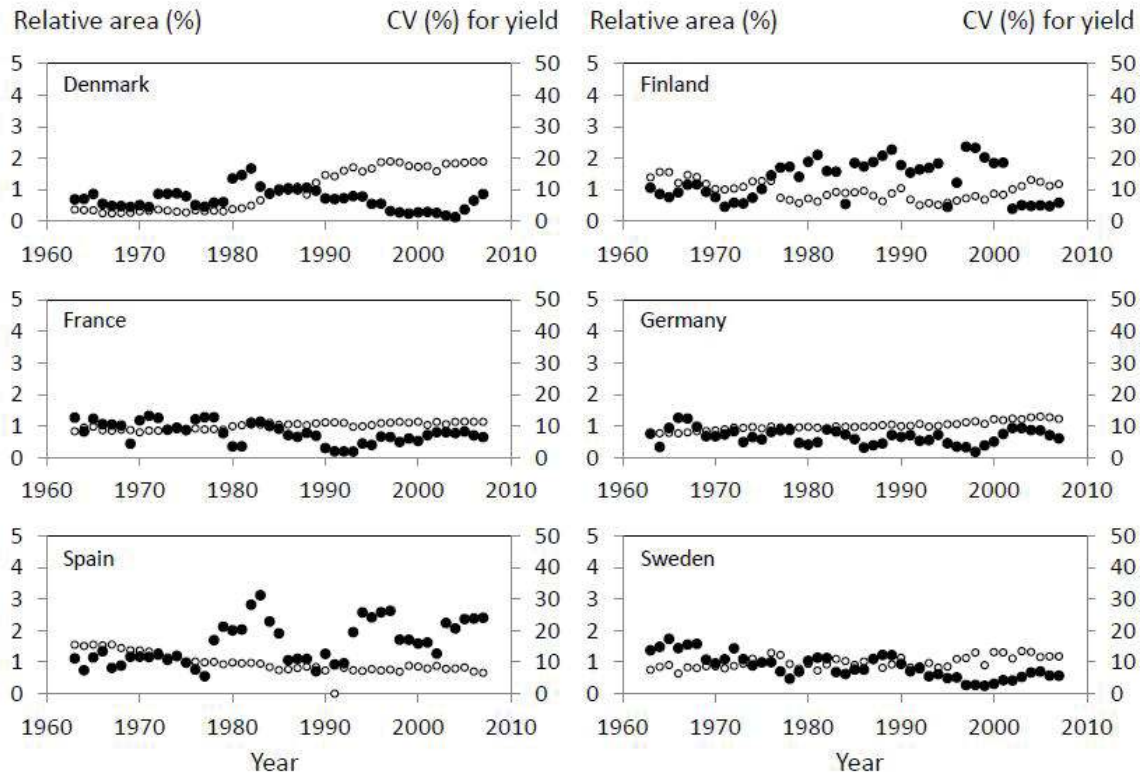 Relative area (%) CV (%) for yield Relative area (%) CV (%) for yield
5 50 5 50
Denmark Finland
4 40 4 40
3 30 3 30
2 20 2 20
1 10 1 10
0 0 0 0
1960 1970 1980 1990 2000 2010 1960 1970 1980 1990 2000 2010
5 50 5 50
France Germany
4 40 4 40
3 30 3 30
2 20 2 20
1 10 1 10
0 0 0 0
1960 1970 1980 1990 2000 2010 1960 1970 1980 1990 2000 2010
5 50 5 50
Spain Sweden
4 40 4 40
3 30 3 30
2 20 2 20
1 10 1 10
0 0 0 0
1960 1970 1980 1990 2000 2010 1960 1970 1980 1990 2000 2010
Year Year